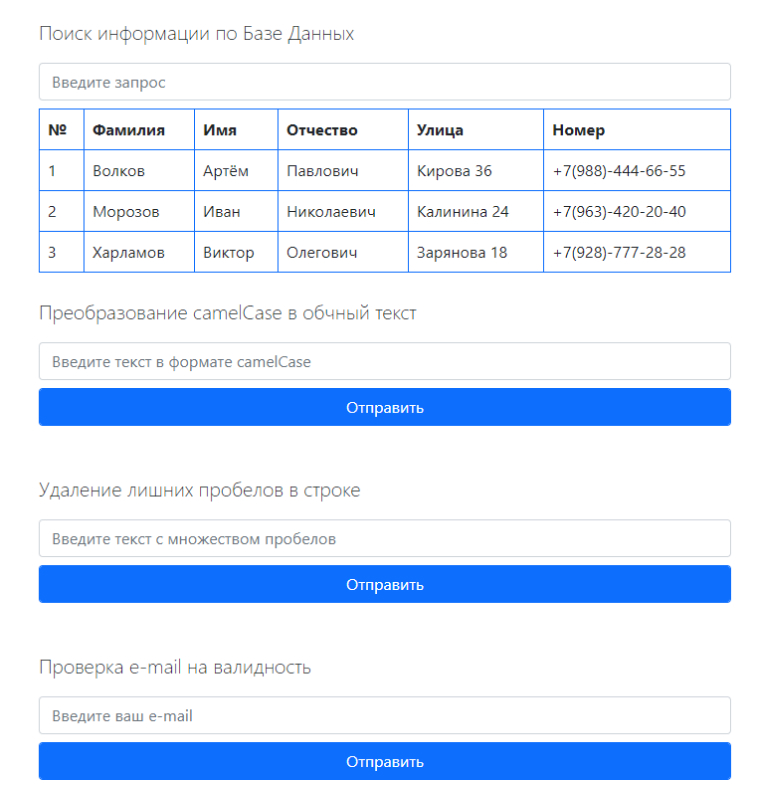 Поиск информации по Базе Данных
Введите запрос
№ Фамилия Имя Отчество Улица Номер
1 Волков Артём Павлович Кирова 36 +7(988)-444-66-55
2 Морозов Иван Николаевич Калинина 24 +7(963)-420-20-40
3 Харламов Виктор Олегович Зарянова 18 +7(928)-777-28-28
Преобразование camelCase в обчный текст
Введите текст в формате camelCase
Отправить
Удаление лишних пробелов в строке
Введите текст с множеством пробелов
Отправить
Проверка e-mail на валидность
Введите ваш e-mail
Отправить